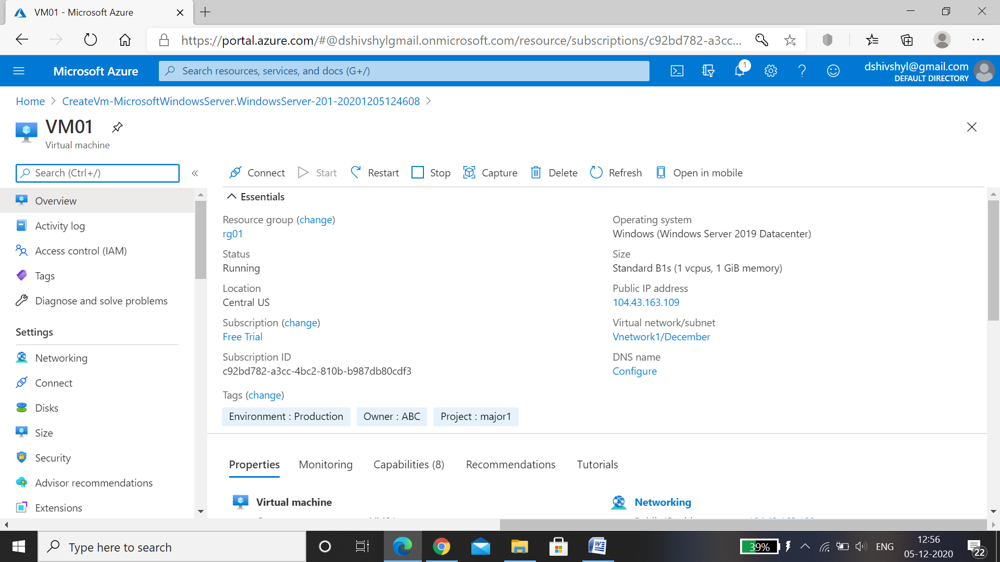 VM01 - Microsoft Azure
https://portal.azure.com/#@dshivshylgmail.onmicrosoft.com/resource/subscriptions/c92bd782-a3cc...
Microsoft Azure
Search resources, services, and docs (G+/)
1
dshivshyl@gmail.com
DEFAULT DIRECTORY
Home > CreateVm-MicrosoftWindowsServer.WindowsServer-201-20201205124608 >
VM01
Virtual machine
Search (Ctrl+/)
«
Connect Start Restart Stop Capture Delete Refresh Open in mobile
Overview
Activity log
Access control (IAM)
Tags
Diagnose and solve problems
Settings
Networking
Connect
Disks
Size
Security
Advisor recommendations
Extensions
Essentials
Resource group (change)
rg01
Status
Running
Location
Central US
Subscription (change)
Free Trial
Subscription ID
c92bd782-a3cc-4bc2-810b-b987db80cdf3
Operating system
Windows (Windows Server 2019 Datacenter)
Size
Standard B1s (1 vcpus, 1 GiB memory)
Public IP address
104.43.163.109
Virtual network/subnet
Vnetwork1/December
DNS name
Configure
Tags (change)
Environment : Production Owner : ABC Project : major1
Properties Monitoring Capabilities (8) Recommendations Tutorials
Virtual machine
Networking
Type here to search
39%
ENG
12:56
05-12-2020
22